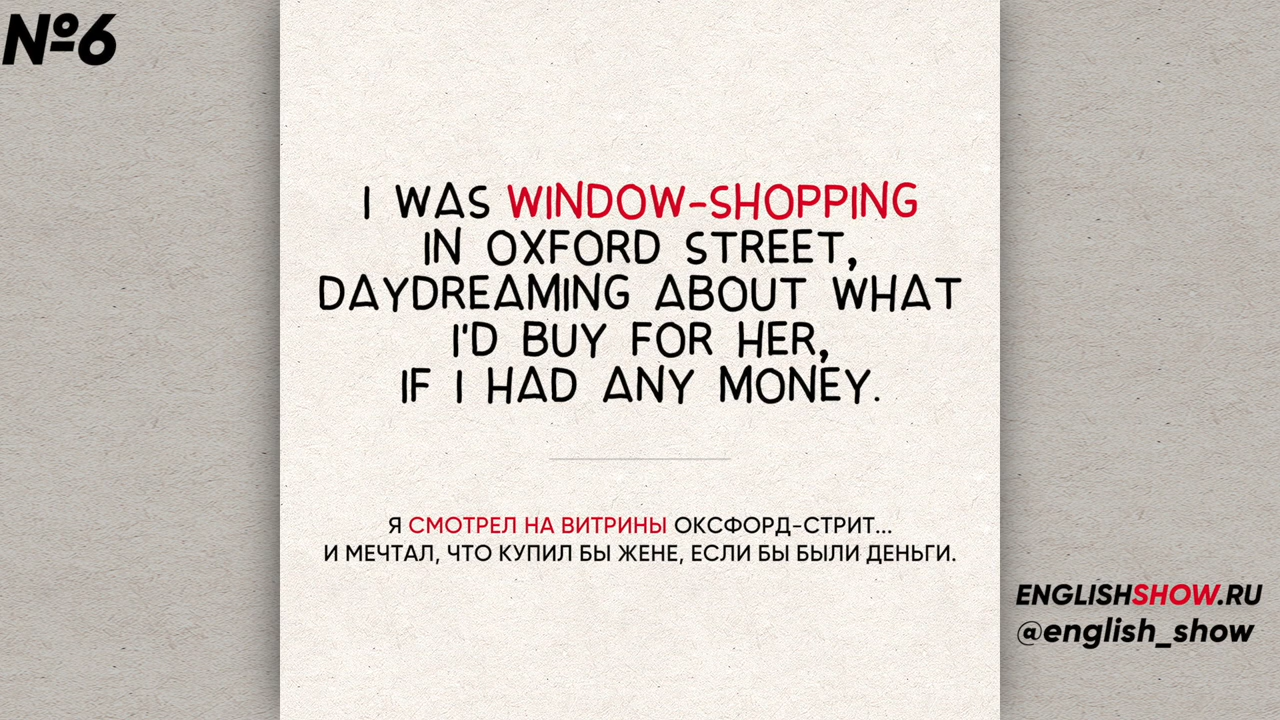 №6
I WAS WINDOW-SHOPPING
IN OXFORD STREET,
DAYDREAMING ABOUT WHAT
I'D BUY FOR HER,
IF I HAD ANY MONEY.
Я СМОТРЕЛ НА ВИТРИНЫ ОКСФОРД-СТРИТ...
И МЕЧТАЛ, ЧТО КУПИЛ БЫ ЖЕНЕ, ЕСЛИ БЫ БЫЛИ ДЕНЬГИ.
ENGLISHSHOW.RU
@english_show